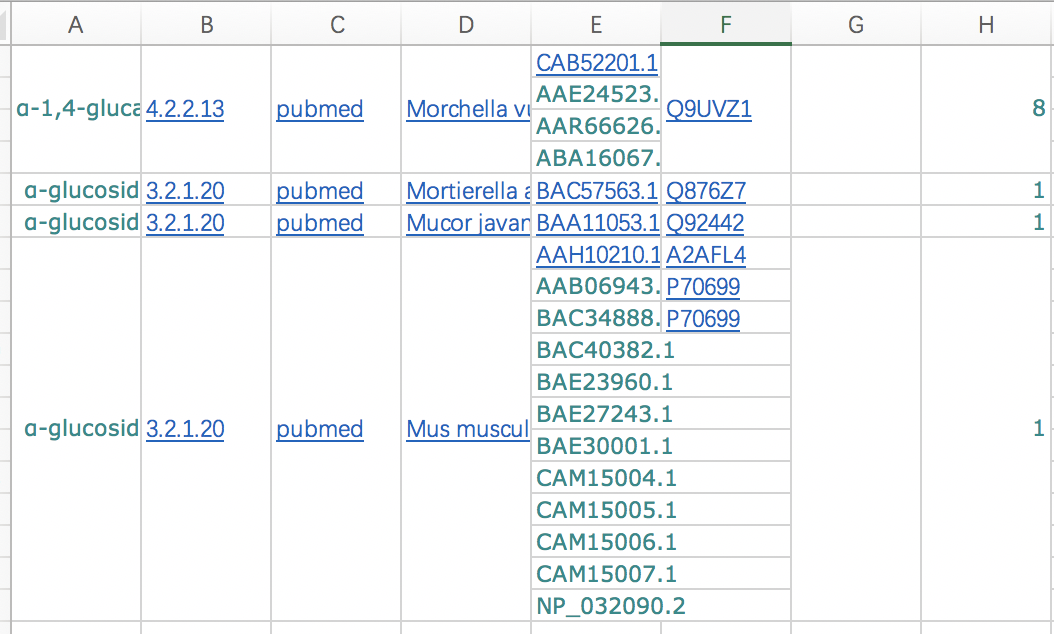 A B C D E F G H
CAB52201.1
AAE24523.
α-1,4-gluca 4.2.2.13 pubmed Morchella vu Q9UVZ1 8
AAR66626.
ABA16067.
α-glucosid 3.2.1.20 pubmed Mortierella a BAC57563.1 Q876Z7 1
α-glucosid 3.2.1.20 pubmed Mucor javan BAA11053.1 Q92442 1
AAH10210.1 A2AFL4
AAB06943. P70699
BAC34888. P70699
BAC40382.1
BAE23960.1
BAE27243.1
α-glucosid 3.2.1.20 pubmed Mus muscul 1
BAE30001.1
CAM15004.1
CAM15005.1
CAM15006.1
CAM15007.1
NP_032090.2